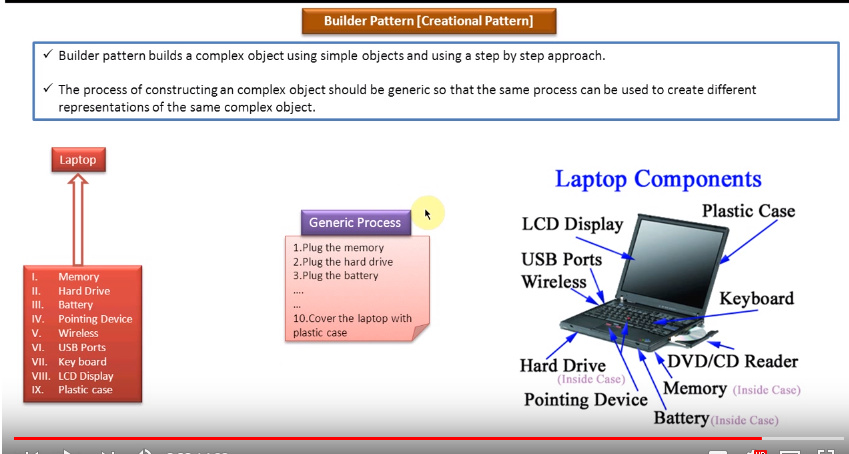 Builder Pattern [Creational Pattern]
✓ Builder pattern builds a complex object using simple objects and using a step by step approach.
✓ The process of constructing an complex object should be generic so that the same process can be used to create different
representations of the same complex object.
Laptop
I. Memory
II. Hard Drive
III. Battery
IV. Pointing Device
V. Wireless
VI. USB Ports
VII. Key board
VIII. LCD Display
IX. Plastic case
Generic Process
1.Plug the memory
2.Plug the hard drive
3.Plug the battery
....
...
10.Cover the laptop with
plastic case
Laptop Components
Plastic Case
LCD Display
USB Ports
Wireless
Keyboard
DVD/CD Reader
Hard Drive
(Inside Case)
Memory (Inside Case)
Pointing Device
Battery (Inside Case)